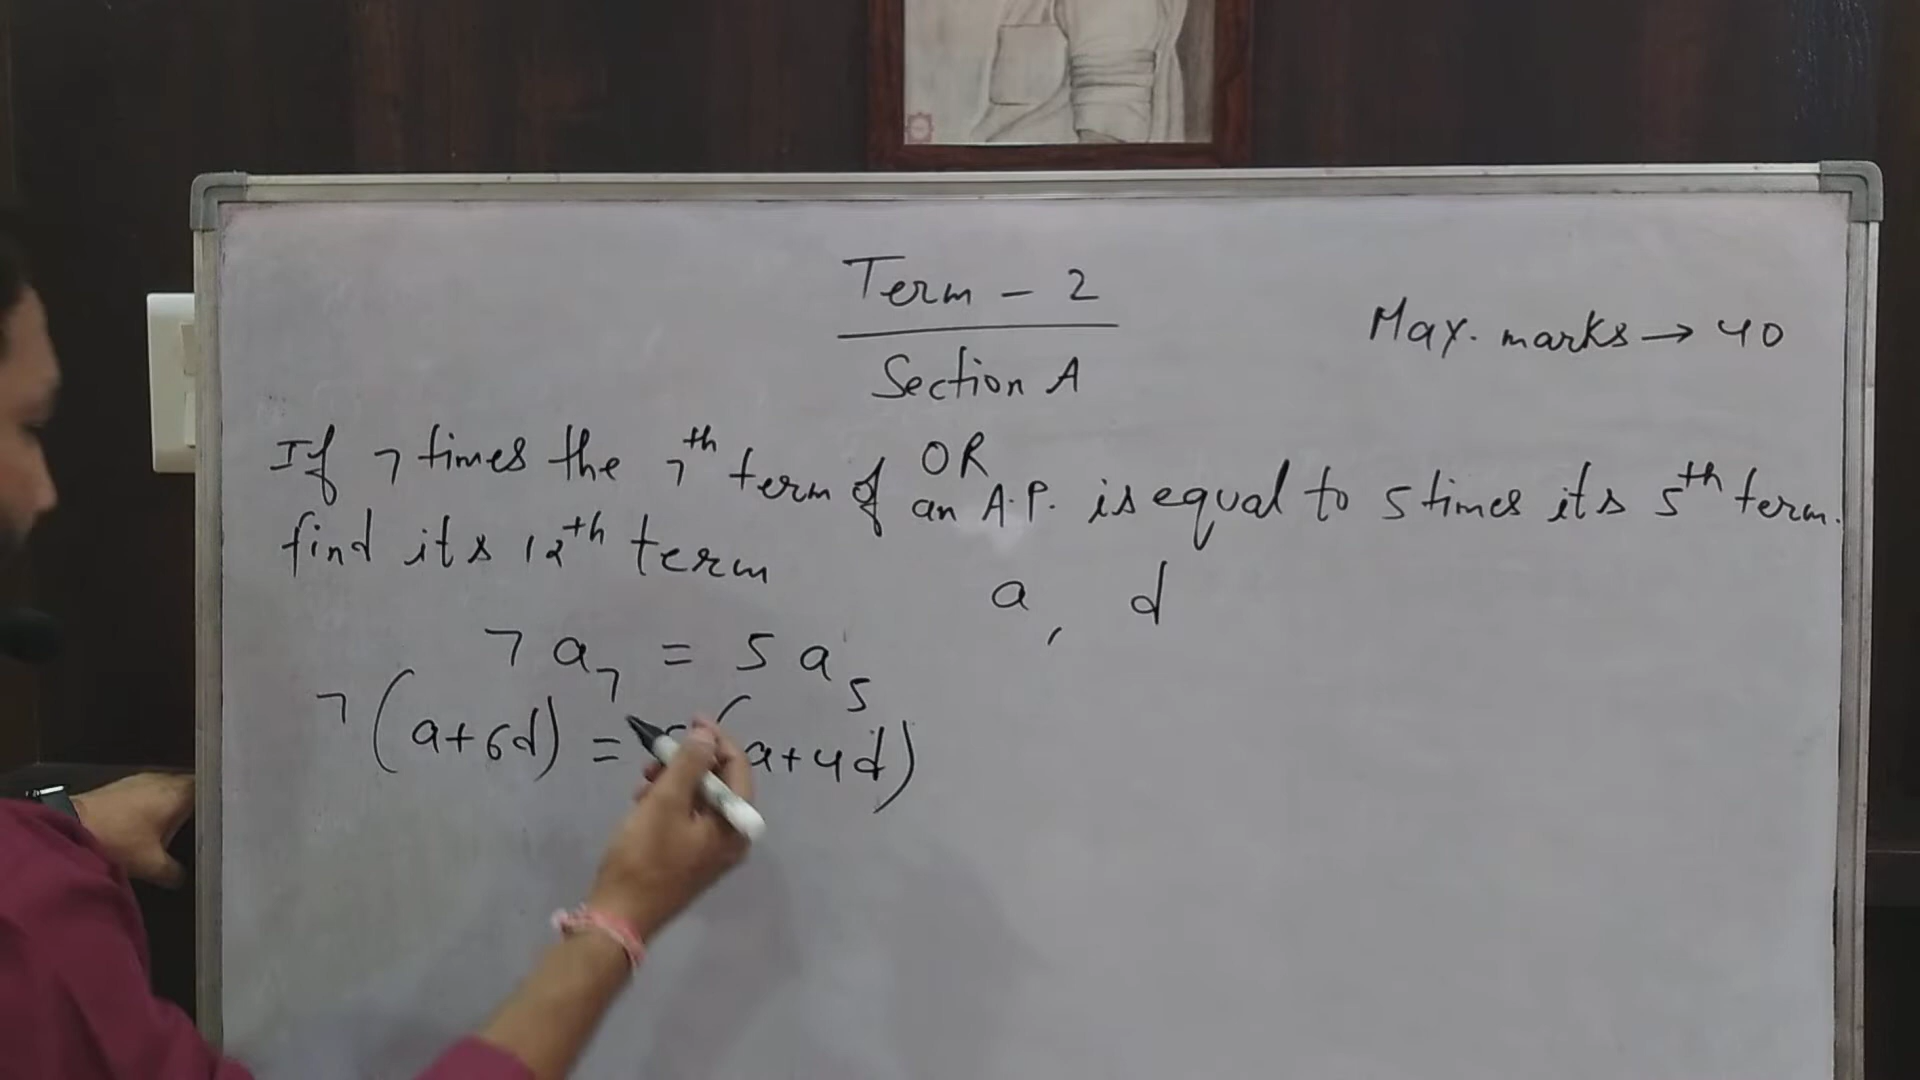 Term - 2
Section A
Max. marks → 40
OR
If 7 times the 7th term of an A.P. is equal to 5 times its 5th term.
find its 12th term
a, d
7 a7 = 5 a5
7 (a+6d) = 5 (a+4d)